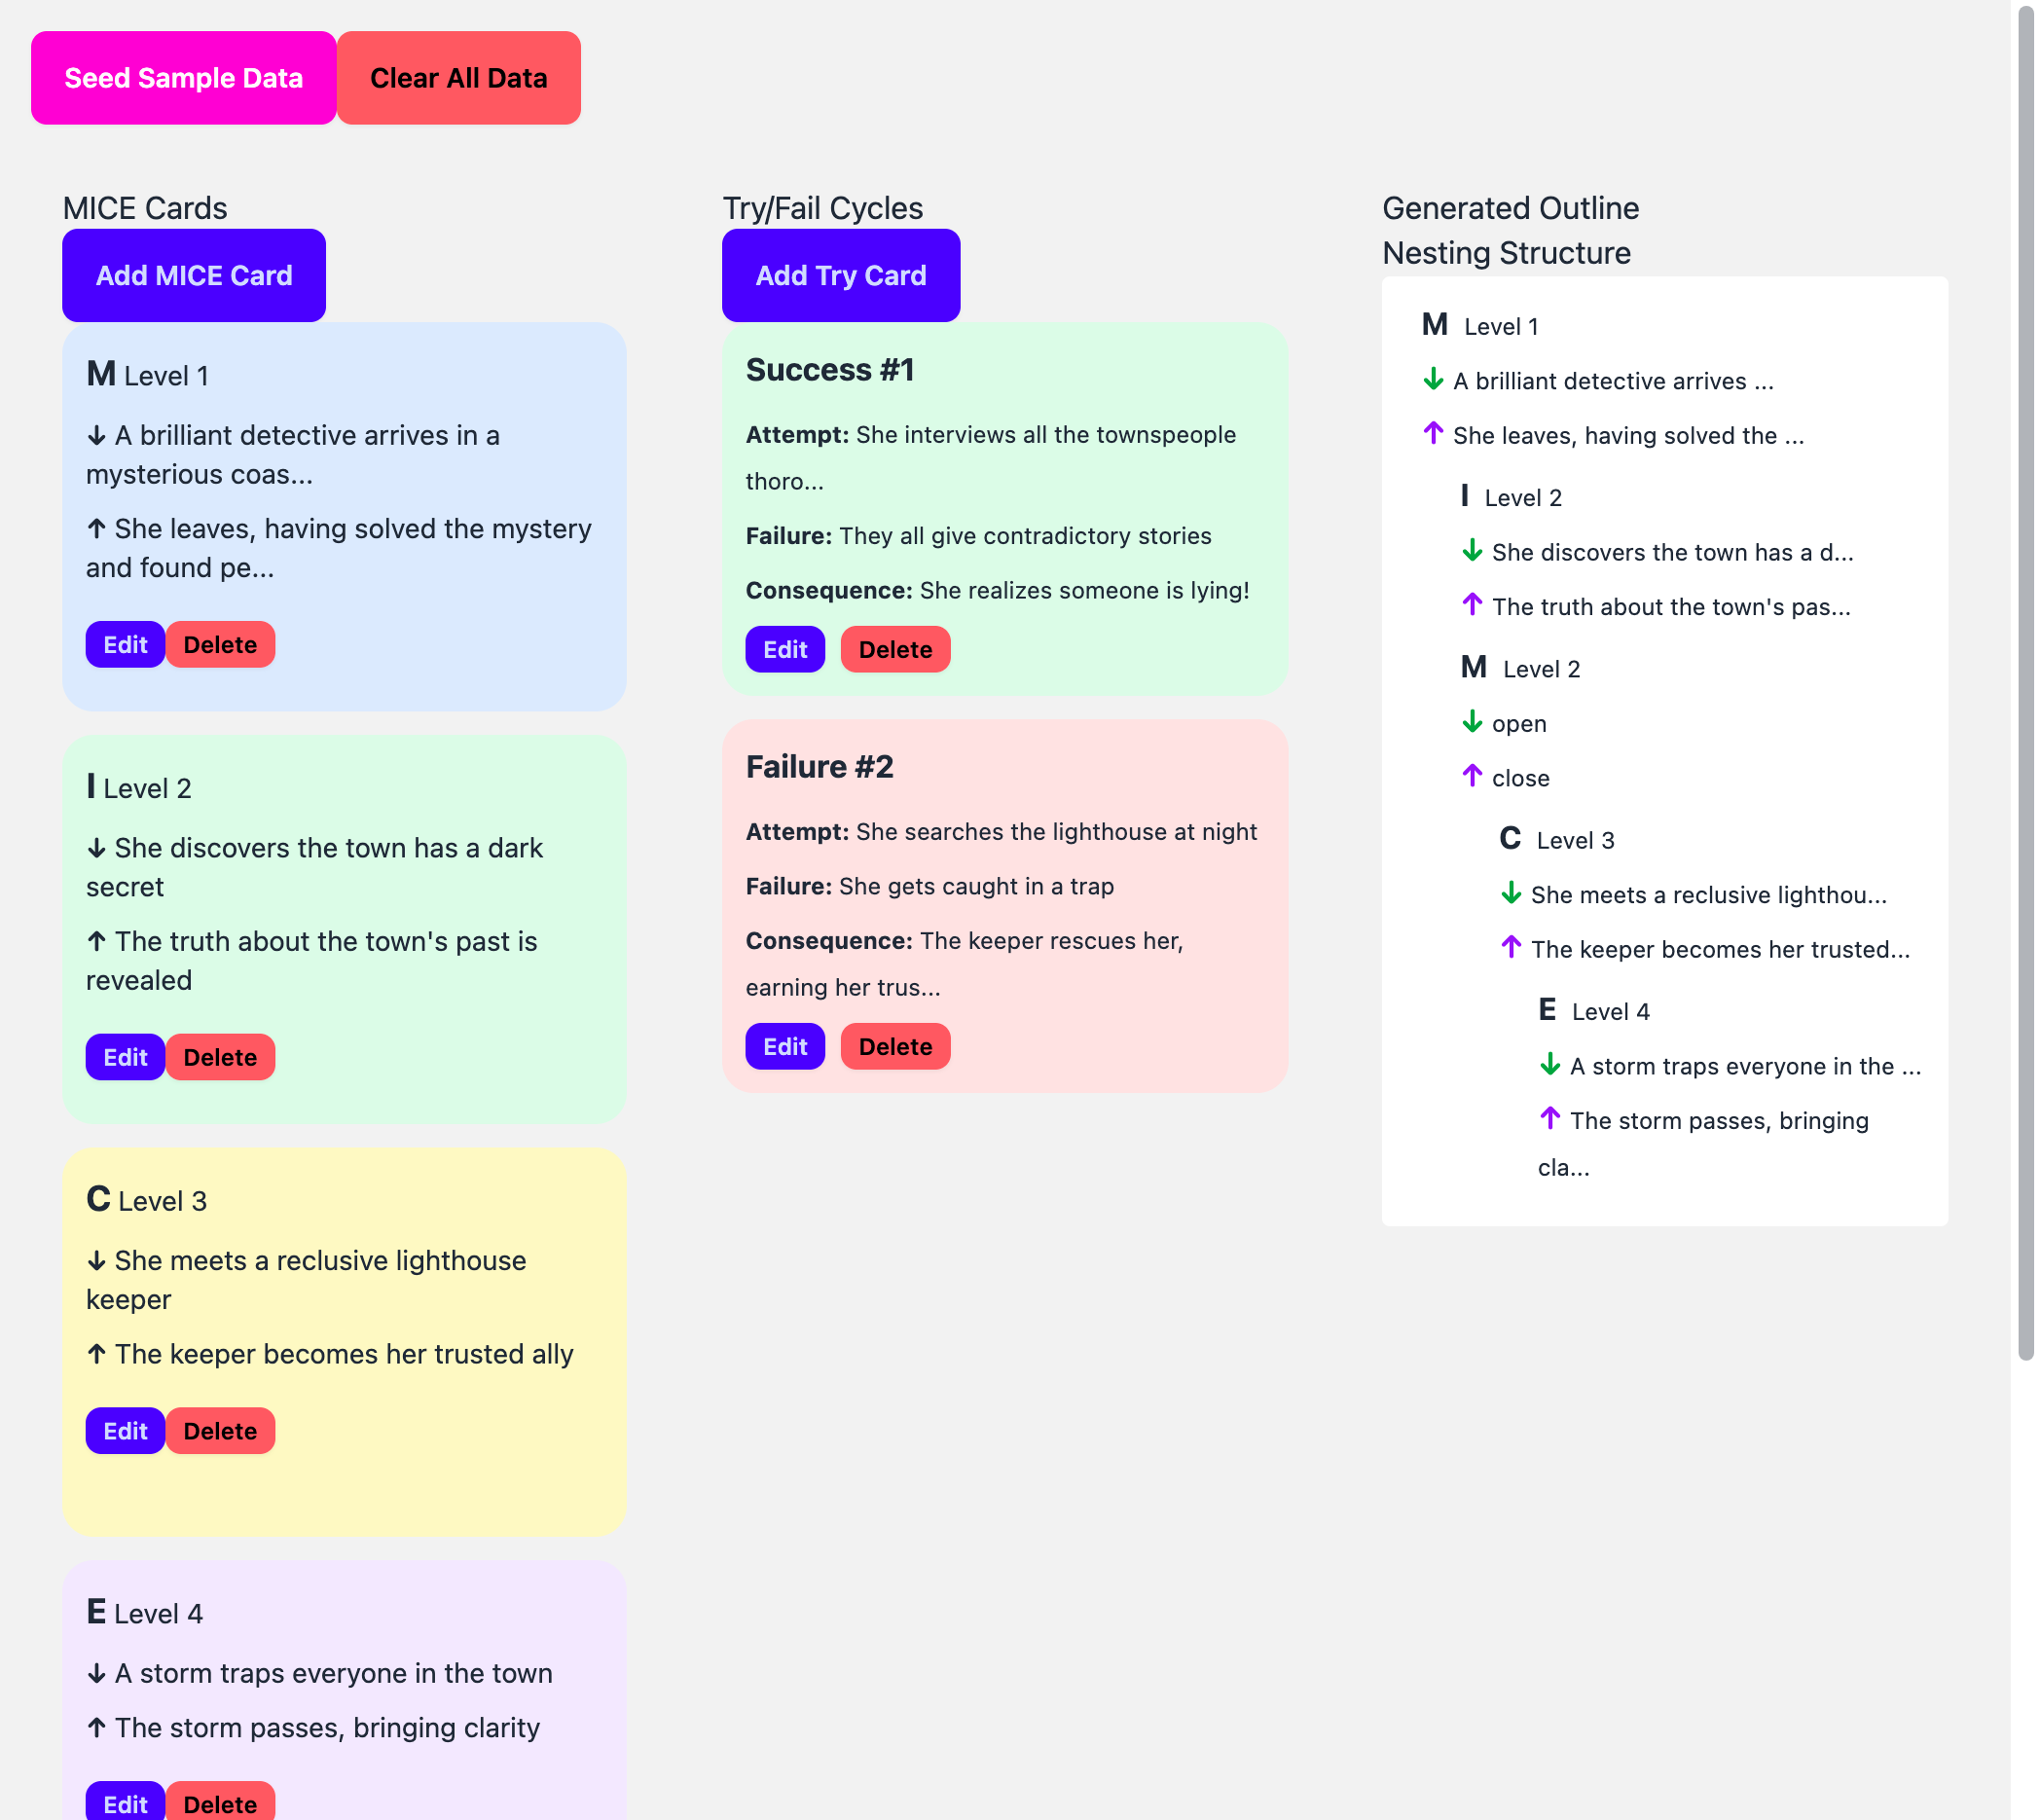 Seed Sample Data
Clear All Data
MICE Cards
Add MICE Card
M Level 1
↓ A brilliant detective arrives in a
mysterious coas...
↑ She leaves, having solved the mystery
and found pe...
Edit
Delete
I Level 2
↓ She discovers the town has a dark
secret
↑ The truth about the town's past is
revealed
Edit
Delete
C Level 3
↓ She meets a reclusive lighthouse
keeper
↑ The keeper becomes her trusted ally
Edit
Delete
E Level 4
↓ A storm traps everyone in the town
↑ The storm passes, bringing clarity
Edit
Delete
Try/Fail Cycles
Add Try Card
Success #1
Attempt: She interviews all the townspeople
thoro...
Failure: They all give contradictory stories
Consequence: She realizes someone is lying!
Edit
Delete
Failure #2
Attempt: She searches the lighthouse at night
Failure: She gets caught in a trap
Consequence: The keeper rescues her,
earning her trus...
Edit
Delete
Generated Outline
Nesting Structure
M Level 1
↓ A brilliant detective arrives ...
↑ She leaves, having solved the ...
I Level 2
↓ She discovers the town has a d...
↑ The truth about the town's pas...
M Level 2
↓ open
↑ close
C Level 3
↓ She meets a reclusive lighthou...
↑ The keeper becomes her trusted...
E Level 4
↓ A storm traps everyone in the ...
↑ The storm passes, bringing
cla...